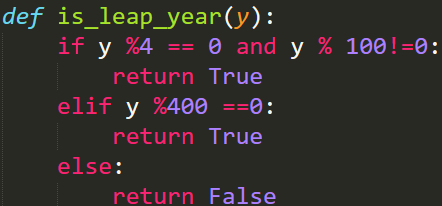 def is_leap_year(y):
    if y %4 == 0 and y % 100!=0:
        return True
    elif y %400 ==0:
        return True
    else:
        return False